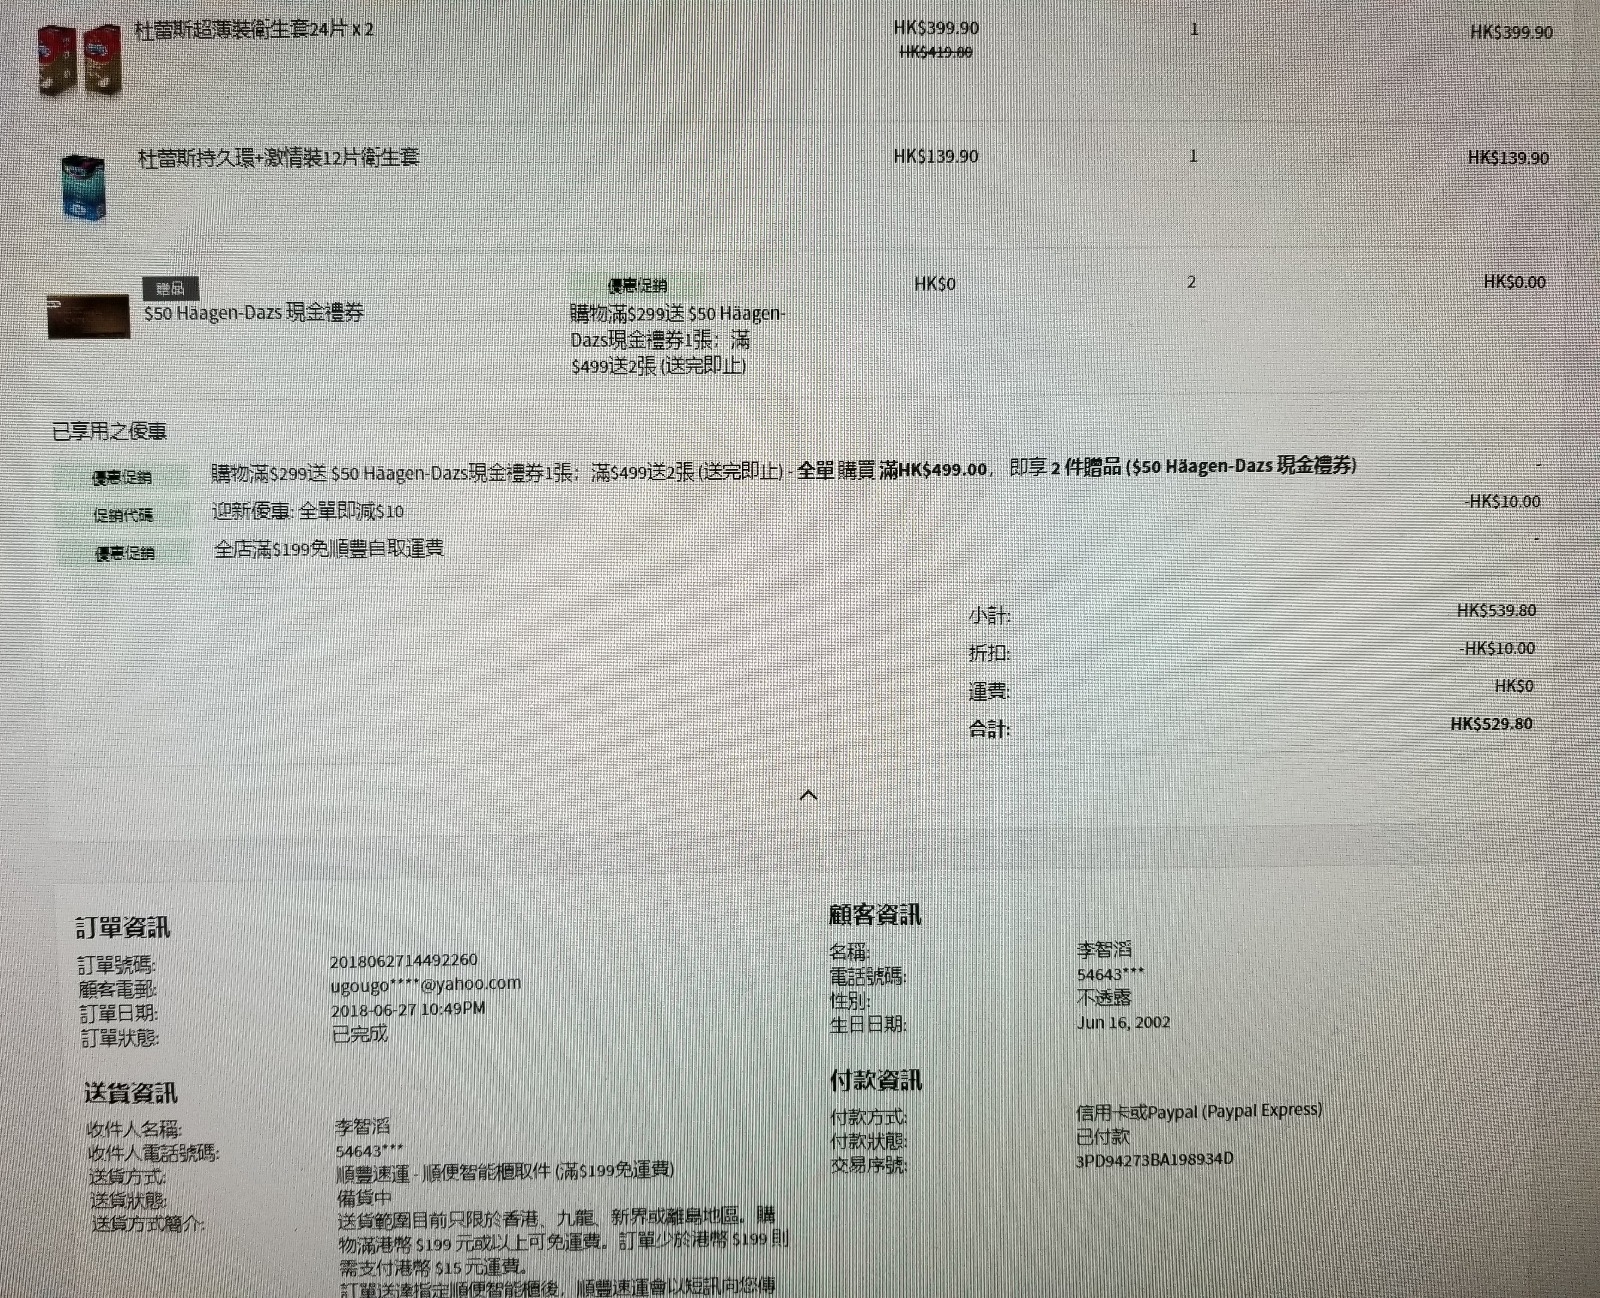 杜蕾斯超薄裝衛生套24片 x 2 HK$399.90 1 HK$399.90
HK$419.80
杜蕾斯持久環+激情裝12片衛生套 HK$139.90 1 HK$139.90
贈品 優惠促銷 HK$0 2 HK$0.00
$50 Häagen-Dazs 現金禮券 購物滿$299送 $50 Häagen-
Dazs現金禮券1張；滿
$499送2張 (送完即止)
已享用之優惠
優惠促銷 購物滿$299送 $50 Häagen-Dazs現金禮券1張；滿$499送2張 (送完即止) - 全單 購買 滿HK$499.00， 即享 2 件贈品 ($50 Häagen-Dazs 現金禮券) -
促銷代碼 迎新優惠: 全單即減$10 -HK$10.00
優惠促銷 全店滿$199免順豐自取運費 -
小計: HK$539.80
折扣: -HK$10.00
運費: HK$0
合計: HK$529.80
訂單資訊
訂單號碼: 2018062714492260
顧客電郵: ugougo****@yahoo.com
訂單日期: 2018-06-27 10:49PM
訂單狀態: 已完成
顧客資訊
名稱: 李智滔
電話號碼: 54643***
性別: 不透露
生日日期: Jun 16, 2002
送貨資訊
收件人名稱: 李智滔
收件人電話號碼: 54643***
送貨方式: 順豐速運 - 順便智能櫃取件 (滿$199免運費)
送貨狀態: 備貨中
送貨方式簡介: 送貨範圍目前只限於香港、九龍、新界或離島地區。購
物滿港幣 $199 元或以上可免運費。訂單少於港幣 $199 則
需支付港幣 $15 元運費。
訂單送達指定順便智能櫃後，順豐速運會以短訊向您傳
付款資訊
付款方式: 信用卡或Paypal (Paypal Express)
付款狀態: 已付款
交易序號: 3PD94273BA198934D